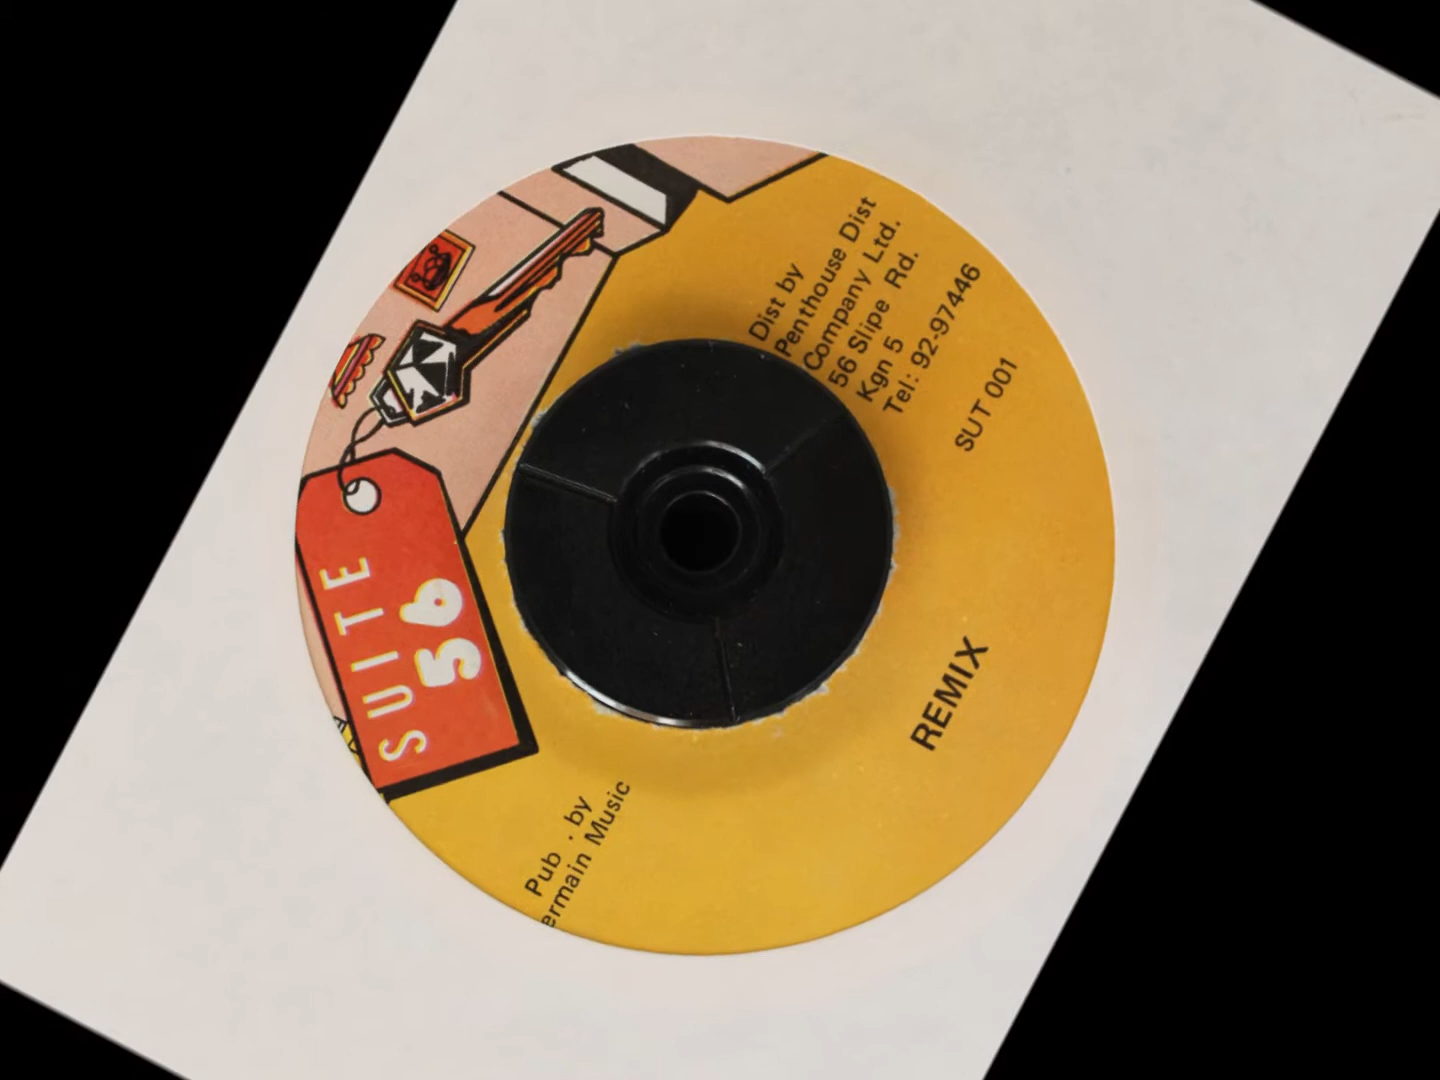 SUITE
56
Pub . by
ermain Music
Dist by
Penthouse Dist
Company Ltd.
56 Slipe Rd.
Kgn 5
Tel: 92-97446
SUT 001
REMIX